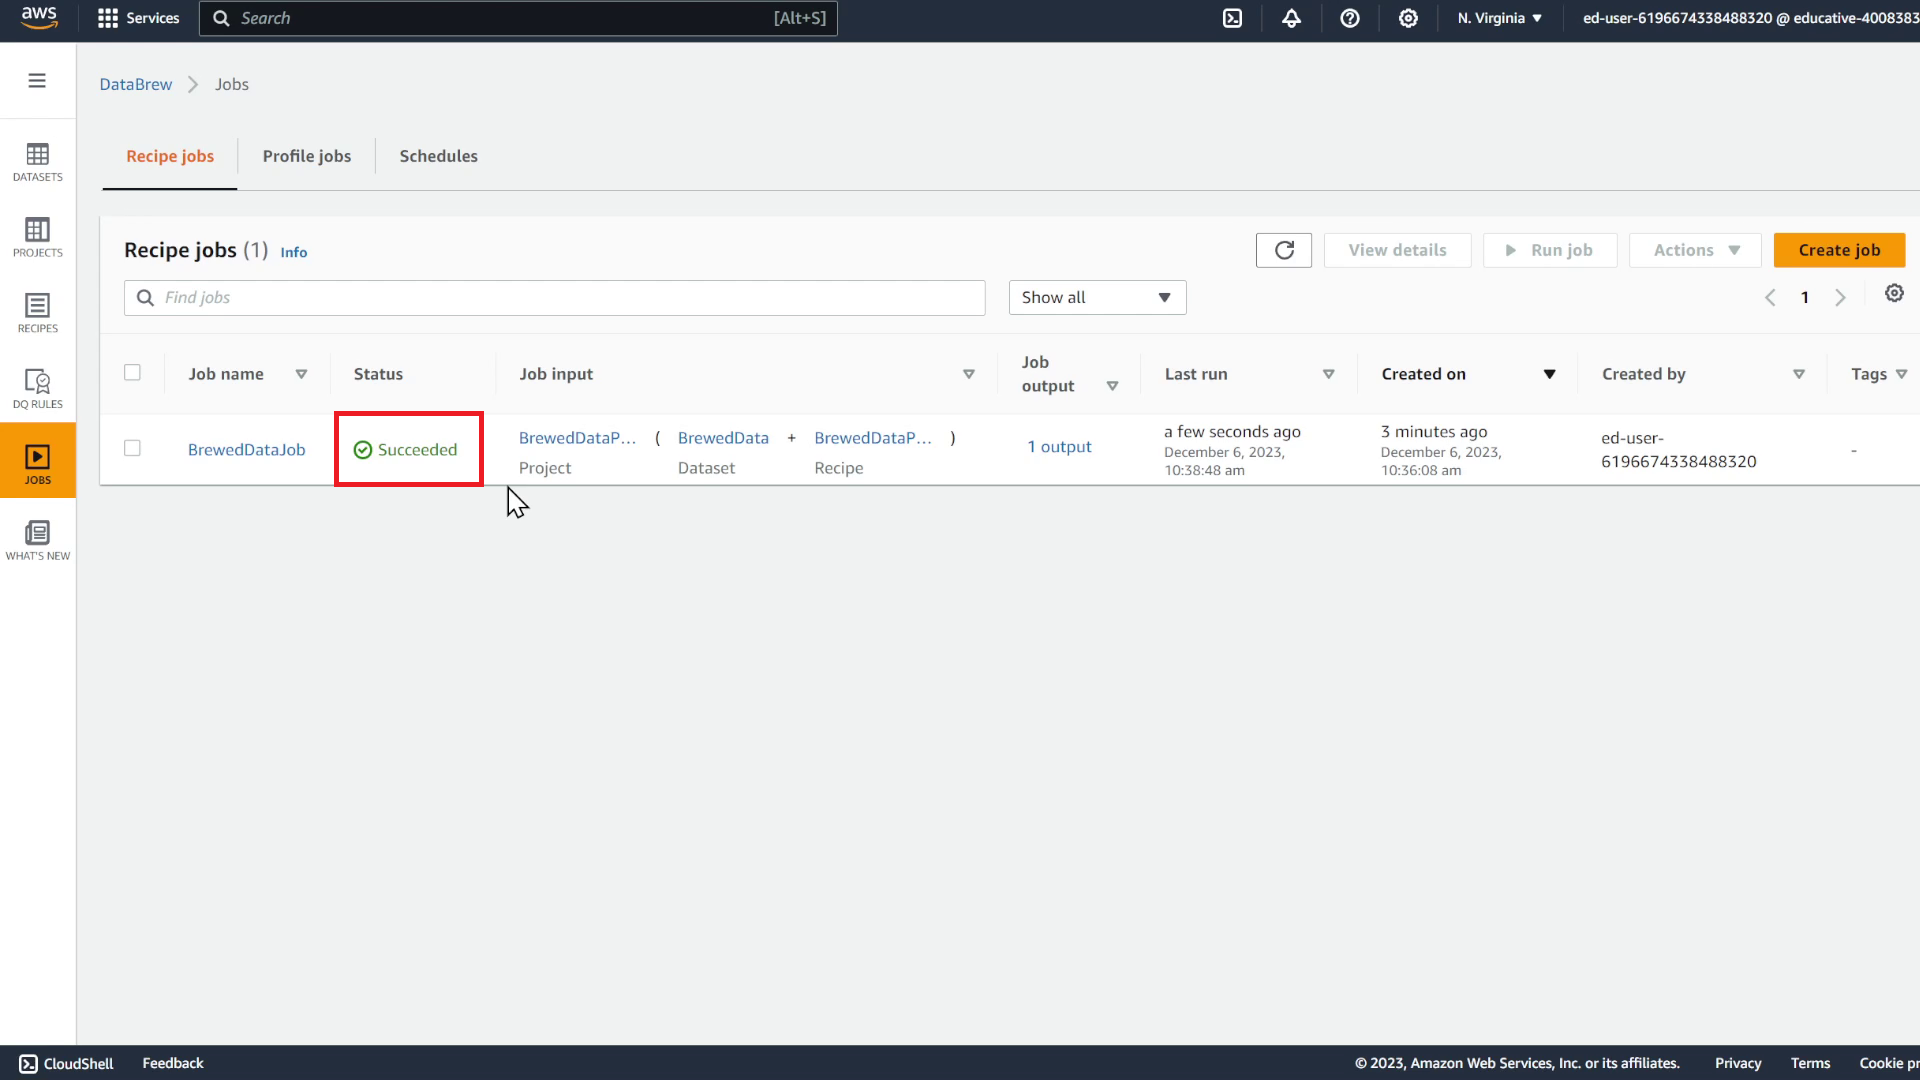 aws Services Search [Alt+S] N. Virginia ed-user-6196674338488320 @ educative-4008383
DataBrew Jobs
Recipe jobs Profile jobs Schedules
DATASETS
PROJECTS
RECIPES
DQ RULES
JOBS
WHAT'S NEW
Recipe jobs (1) Info View details Run job Actions Create job
Find jobs Show all 1
Job name Status Job input Job output Last run Created on Created by Tags
BrewedDataJob Succeeded
BrewedDataP... ( BrewedData + BrewedDataP... )
Project Dataset Recipe
1 output
a few seconds ago
December 6, 2023,
10:38:48 am
3 minutes ago
December 6, 2023,
10:36:08 am
ed-user-
6196674338488320
-
CloudShell Feedback © 2023, Amazon Web Services, Inc. or its affiliates. Privacy Terms Cookie pr